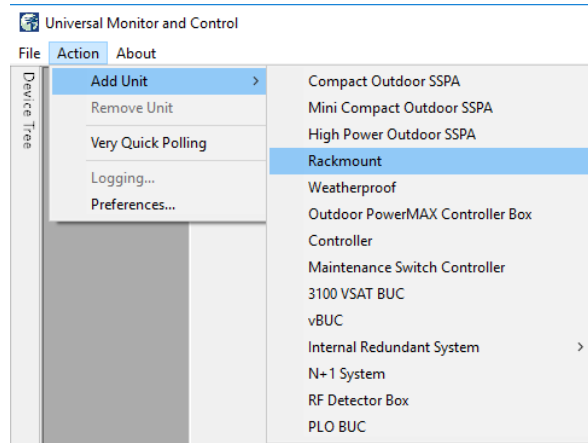 Universal Monitor and Control
File Action About
Device Tree
Add Unit
Remove Unit
Very Quick Polling
Logging...
Preferences...
Compact Outdoor SSPA
Mini Compact Outdoor SSPA
High Power Outdoor SSPA
Rackmount
Weatherproof
Outdoor PowerMAX Controller Box
Controller
Maintenance Switch Controller
3100 VSAT BUC
vBUC
Internal Redundant System
N+1 System
RF Detector Box
PLO BUC